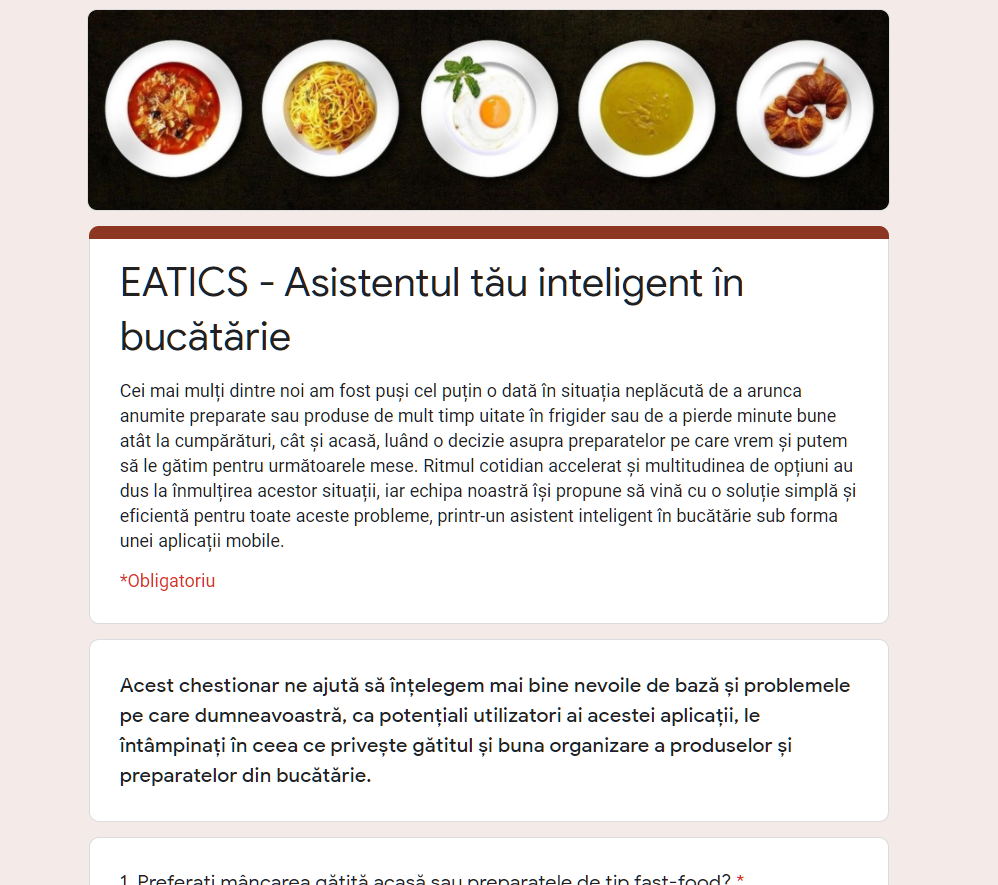 EATICS - Asistentul tău inteligent în
bucătărie
Cei mai mulți dintre noi am fost puși cel puțin o dată în situația neplăcută de a arunca
anumite preparate sau produse de mult timp uitate în frigider sau de a pierde minute bune
atât la cumpărături, cât și acasă, luând o decizie asupra preparatelor pe care vrem și putem
să le gătim pentru următoarele mese. Ritmul cotidian accelerat și multitudinea de opțiuni au
dus la înmulțirea acestor situații, iar echipa noastră își propune să vină cu o soluție simplă și
eficientă pentru toate aceste probleme, printr-un asistent inteligent în bucătărie sub forma
unei aplicații mobile.
*Obligatoriu
Acest chestionar ne ajută să înțelegem mai bine nevoile de bază și problemele
pe care dumneavoastră, ca potențiali utilizatori ai acestei aplicații, le
întâmpinați în ceea ce privește gătitul și buna organizare a produselor și
preparatelor din bucătărie.
1. Preferați mâncarea gătită acasă sau preparatele de tip fast-food? *